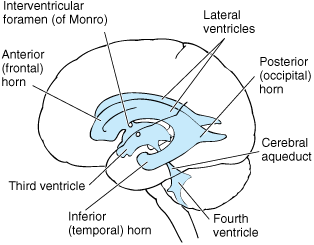 Interventricular
foramen (of Monro)
Lateral
ventricles
Anterior
(frontal)
horn
Posterior
(occipital)
horn
Cerebral
aqueduct
Third ventricle
Inferior
(temporal) horn
Fourth
ventricle